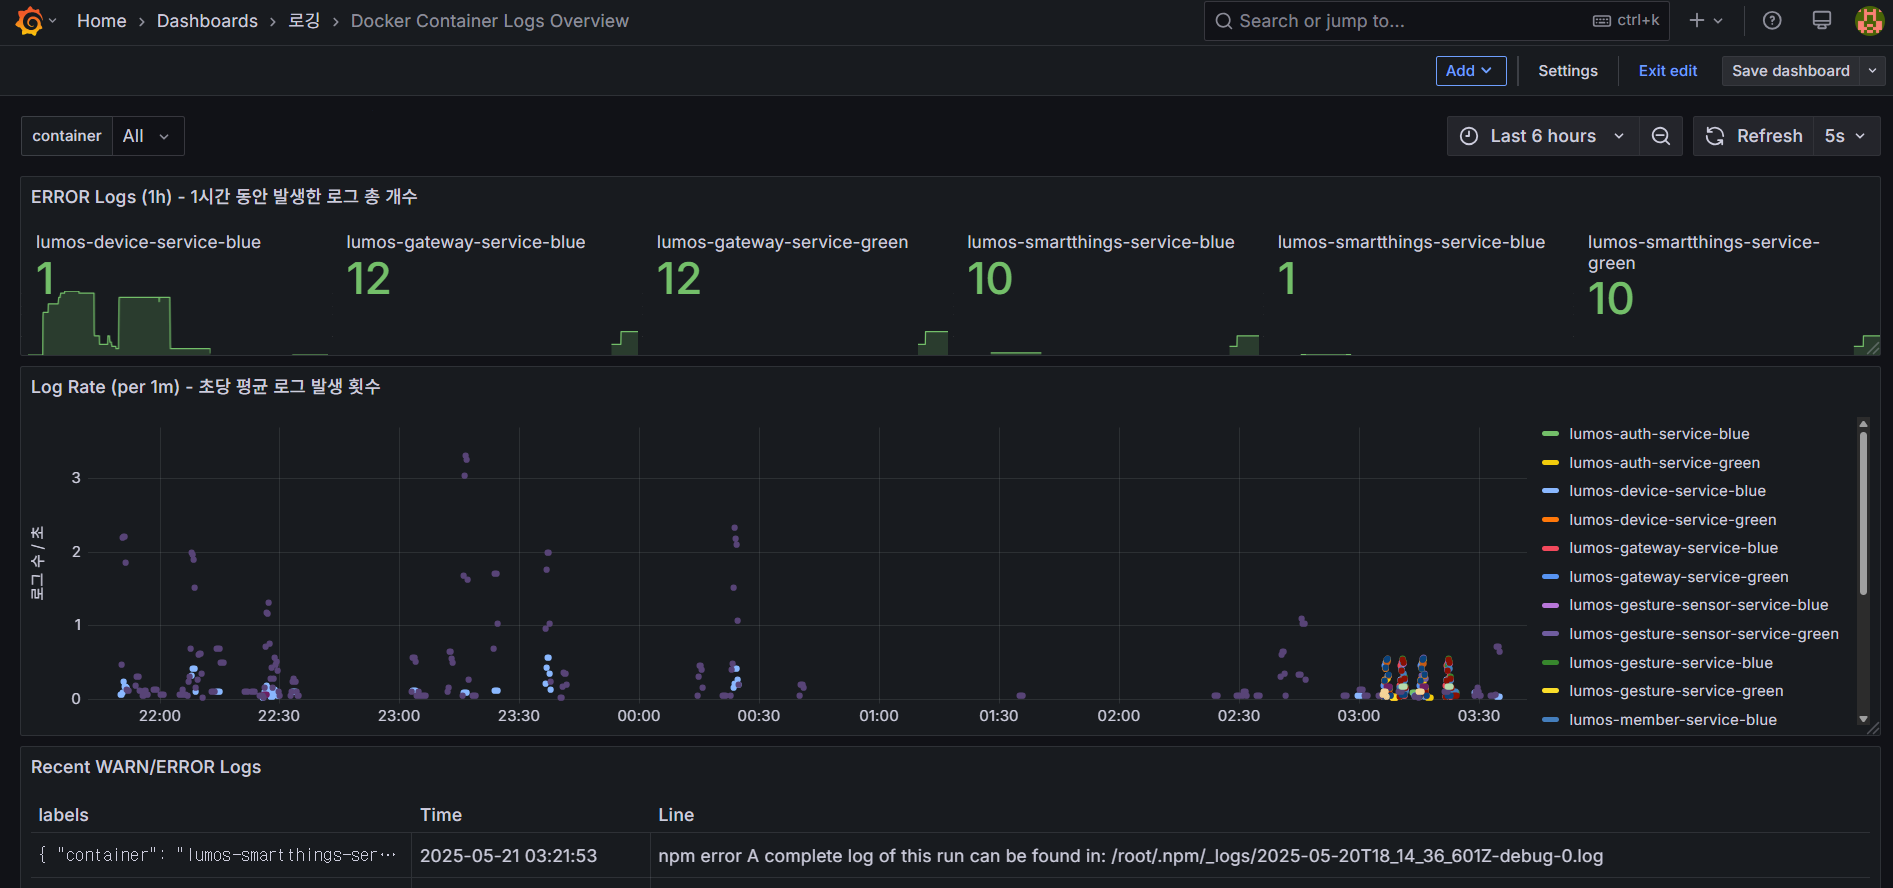 Home › Dashboards › 로깅 › Docker Container Logs Overview
Search or jump to...
ctrl+k
Add
Settings
Exit edit
Save dashboard
container
All
Last 6 hours
Refresh
5s
ERROR Logs (1h) - 1시간 동안 발생한 로그 총 개수
lumos-device-service-blue
1
lumos-gateway-service-blue
12
lumos-gateway-service-green
12
lumos-smartthings-service-blue
10
lumos-smartthings-service-blue
1
lumos-smartthings-service-
green
10
Log Rate (per 1m) - 초당 평균 로그 발생 횟수
로그 수 / 초
3
2
1
0
22:00
22:30
23:00
23:30
00:00
00:30
01:00
01:30
02:00
02:30
03:00
03:30
lumos-auth-service-blue
lumos-auth-service-green
lumos-device-service-blue
lumos-device-service-green
lumos-gateway-service-blue
lumos-gateway-service-green
lumos-gesture-sensor-service-blue
lumos-gesture-sensor-service-green
lumos-gesture-service-blue
lumos-gesture-service-green
lumos-member-service-blue
Recent WARN/ERROR Logs
labels
Time
Line
{ "container": "lumos-smartthings-ser…
2025-05-21 03:21:53
npm error A complete log of this run can be found in: /root/.npm/_logs/2025-05-20T18_14_36_601Z-debug-0.log